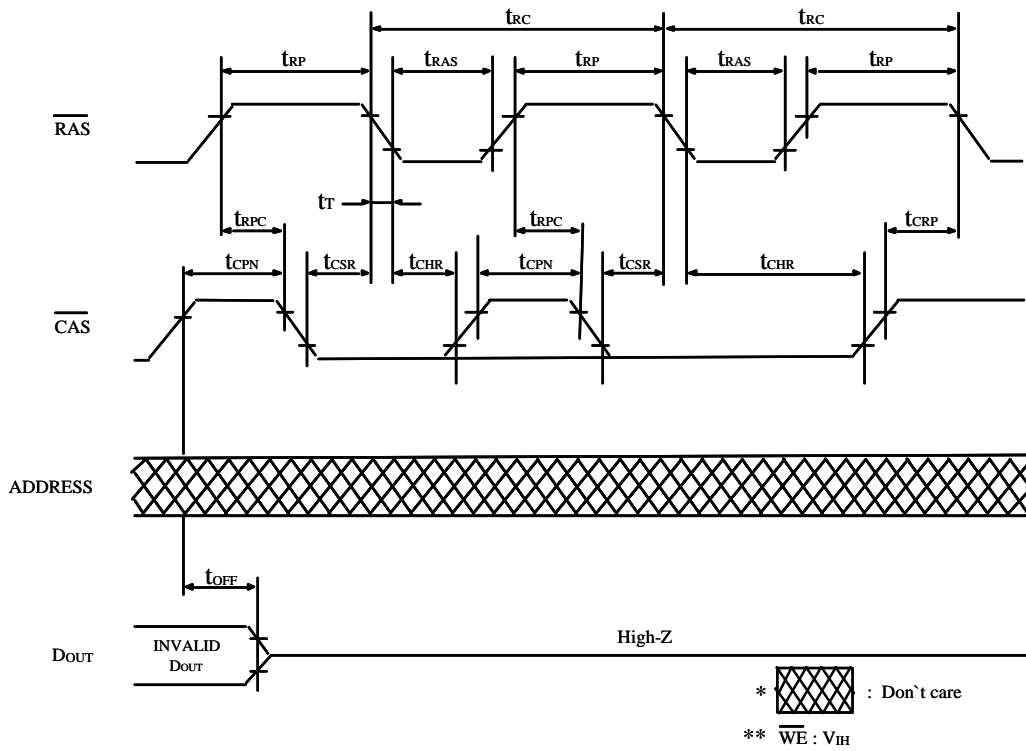 tRC tRC
tRP tRAS tRP tRAS tRP
RAS
tT
tRPC tRPC tCRP
tCPN tCSR tCHR tCPN tCSR tCHR
CAS
ADDRESS
tOFF
DOUT
INVALID
DOUT
High-Z
* : Don`t care
** WE : VIH